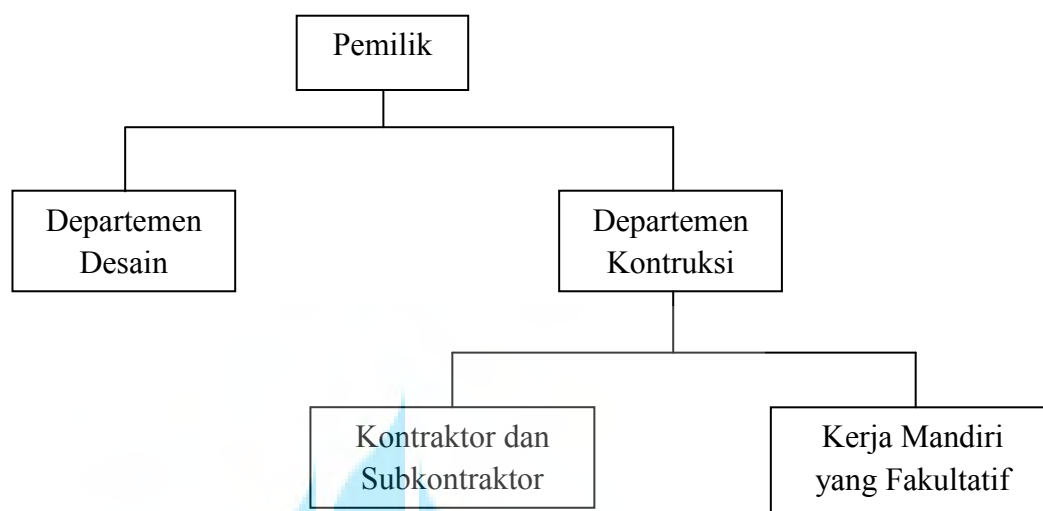 Pemilik
Departemen
Desain
Departemen
Kontruksi
Kontraktor dan
Subkontraktor
Kerja Mandiri
yang Fakultatif